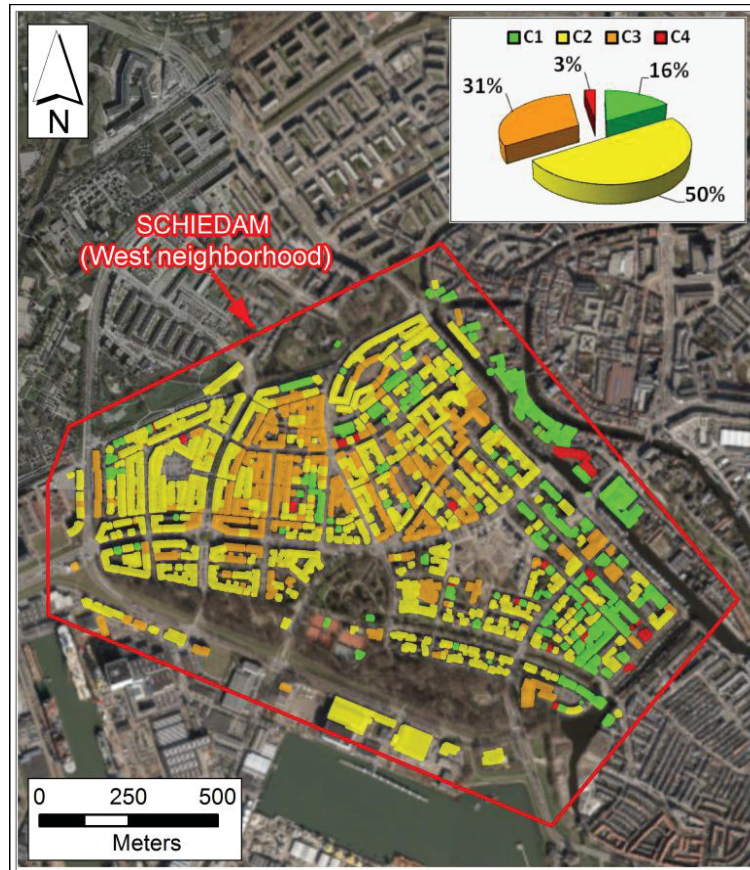 N
C1 C2 C3 C4
3%
16%
31%
50%
SCHIEDAM
(West neighborhood)
0 250 500
Meters